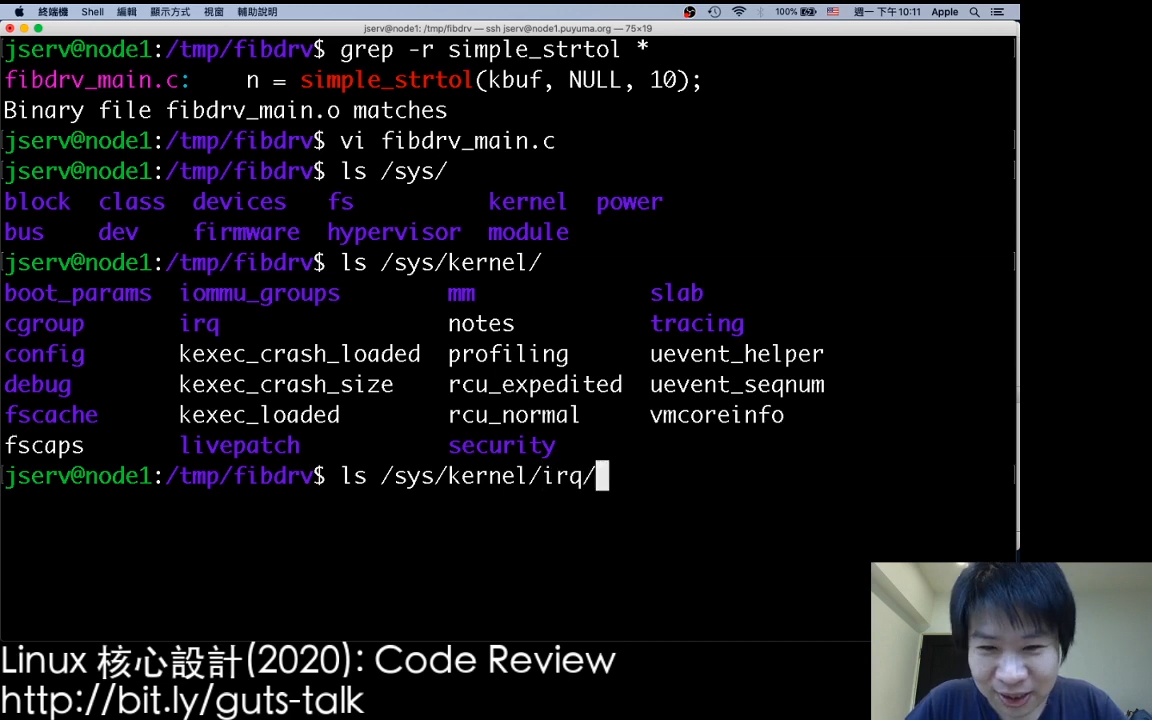 終端機 Shell 編輯 顯示方式 視窗 輔助說明 100% 週一 下午10:11 Apple
jserv@node1: /tmp/fibdrv — ssh jserv@node1.puyuma.org — 75×19
jserv@node1:/tmp/fibdrv$ grep -r simple_strtol *
fibdrv_main.c:    n = simple_strtol(kbuf, NULL, 10);
Binary file fibdrv_main.o matches
jserv@node1:/tmp/fibdrv$ vi fibdrv_main.c
jserv@node1:/tmp/fibdrv$ ls /sys/
block  class  devices   fs          kernel  power
bus    dev    firmware  hypervisor  module
jserv@node1:/tmp/fibdrv$ ls /sys/kernel/
boot_params  iommu_groups        mm             slab
cgroup       irq                 notes          tracing
config       kexec_crash_loaded  profiling      uevent_helper
debug        kexec_crash_size    rcu_expedited  uevent_seqnum
fscache      kexec_loaded        rcu_normal     vmcoreinfo
fscaps       livepatch           security
jserv@node1:/tmp/fibdrv$ ls /sys/kernel/irq/
Linux 核心設計(2020): Code Review
http://bit.ly/guts-talk